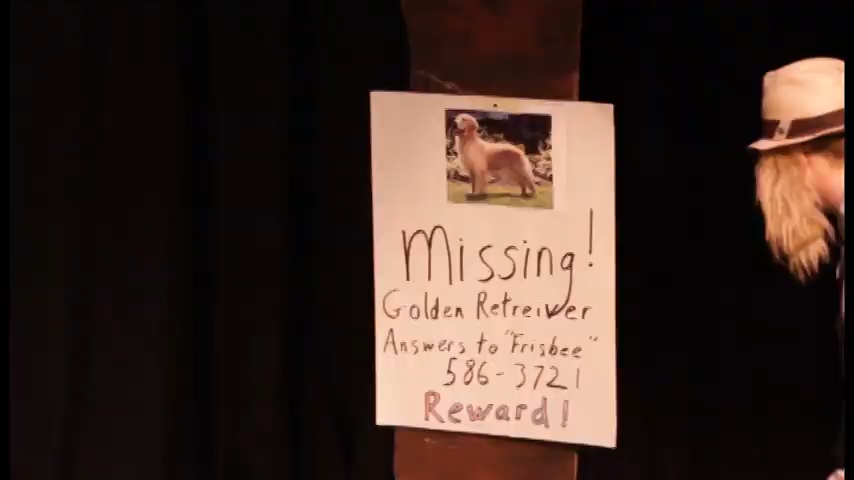 Missing!
Golden Retreiver
Answers to "Frisbee"
586-3721
Reward!